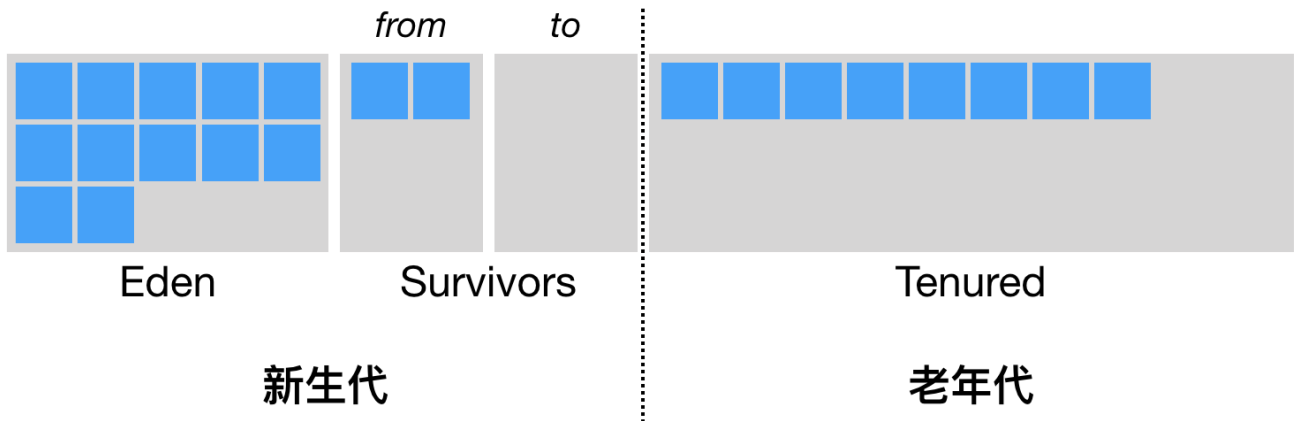 from to
Eden Survivors Tenured
新生代 老年代